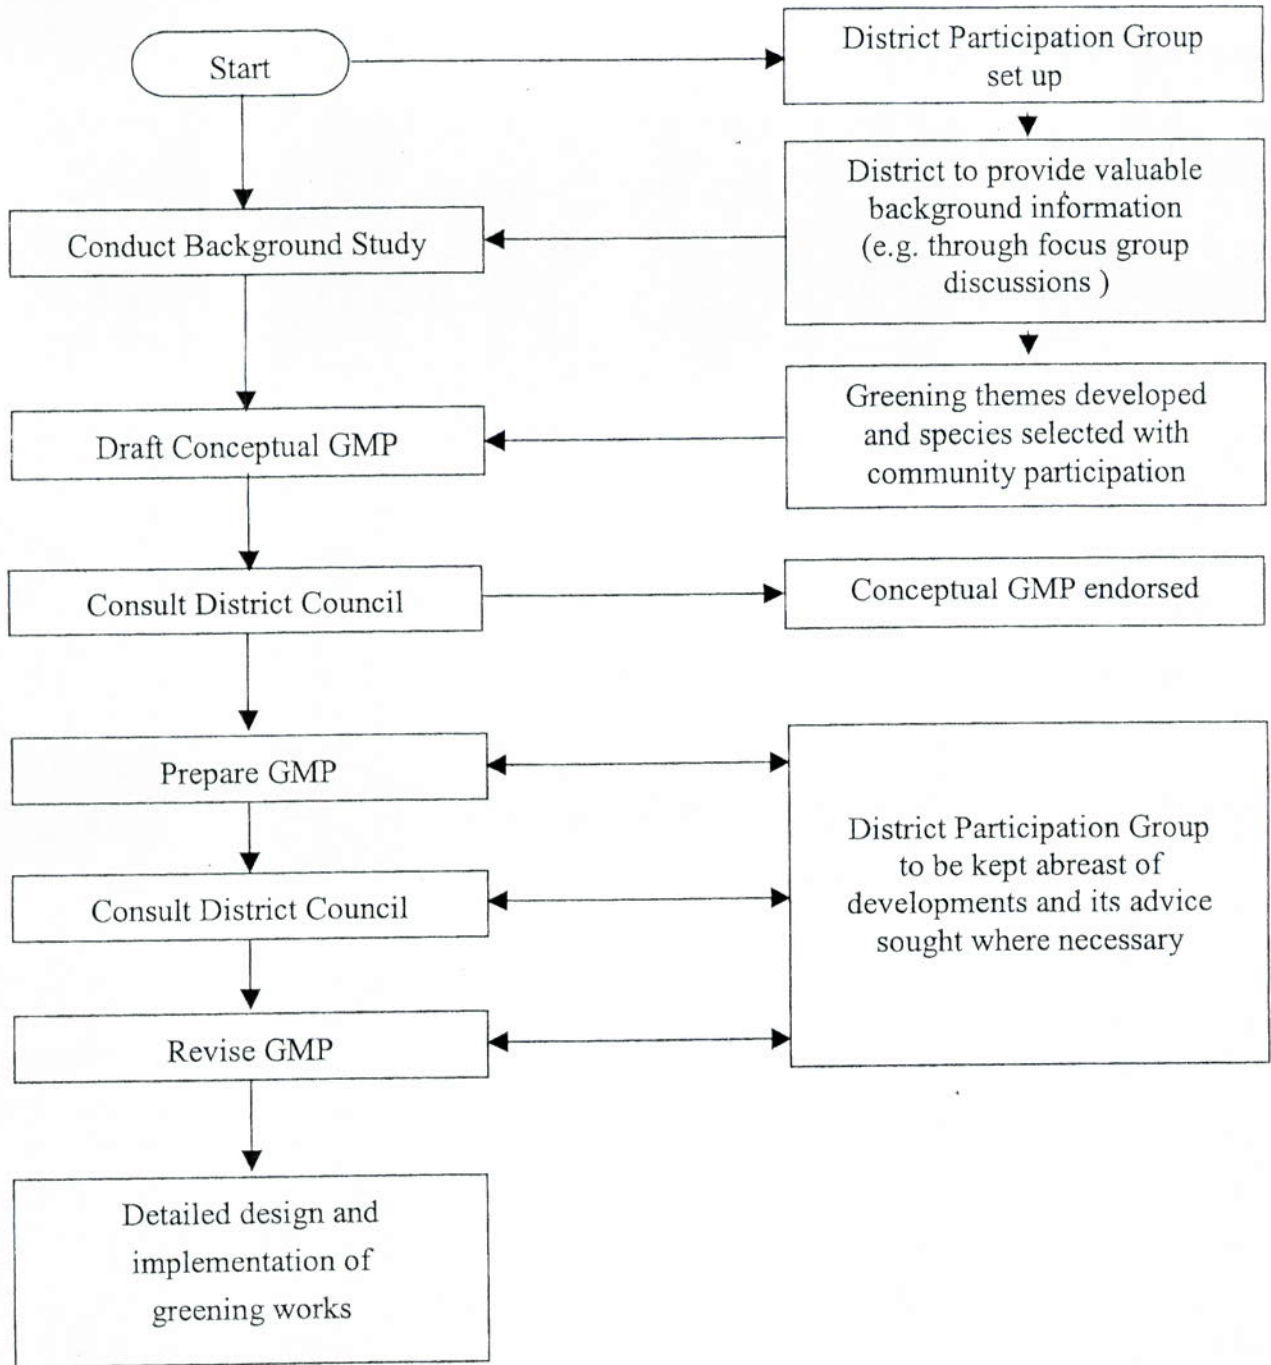 Start
District Participation Group
set up
District to provide valuable
background information
(e.g. through focus group
discussions )
Conduct Background Study
Greening themes developed
and species selected with
community participation
Draft Conceptual GMP
Consult District Council
Conceptual GMP endorsed
Prepare GMP
District Participation Group
to be kept abreast of
developments and its advice
sought where necessary
Consult District Council
Revise GMP
Detailed design and
implementation of
greening works